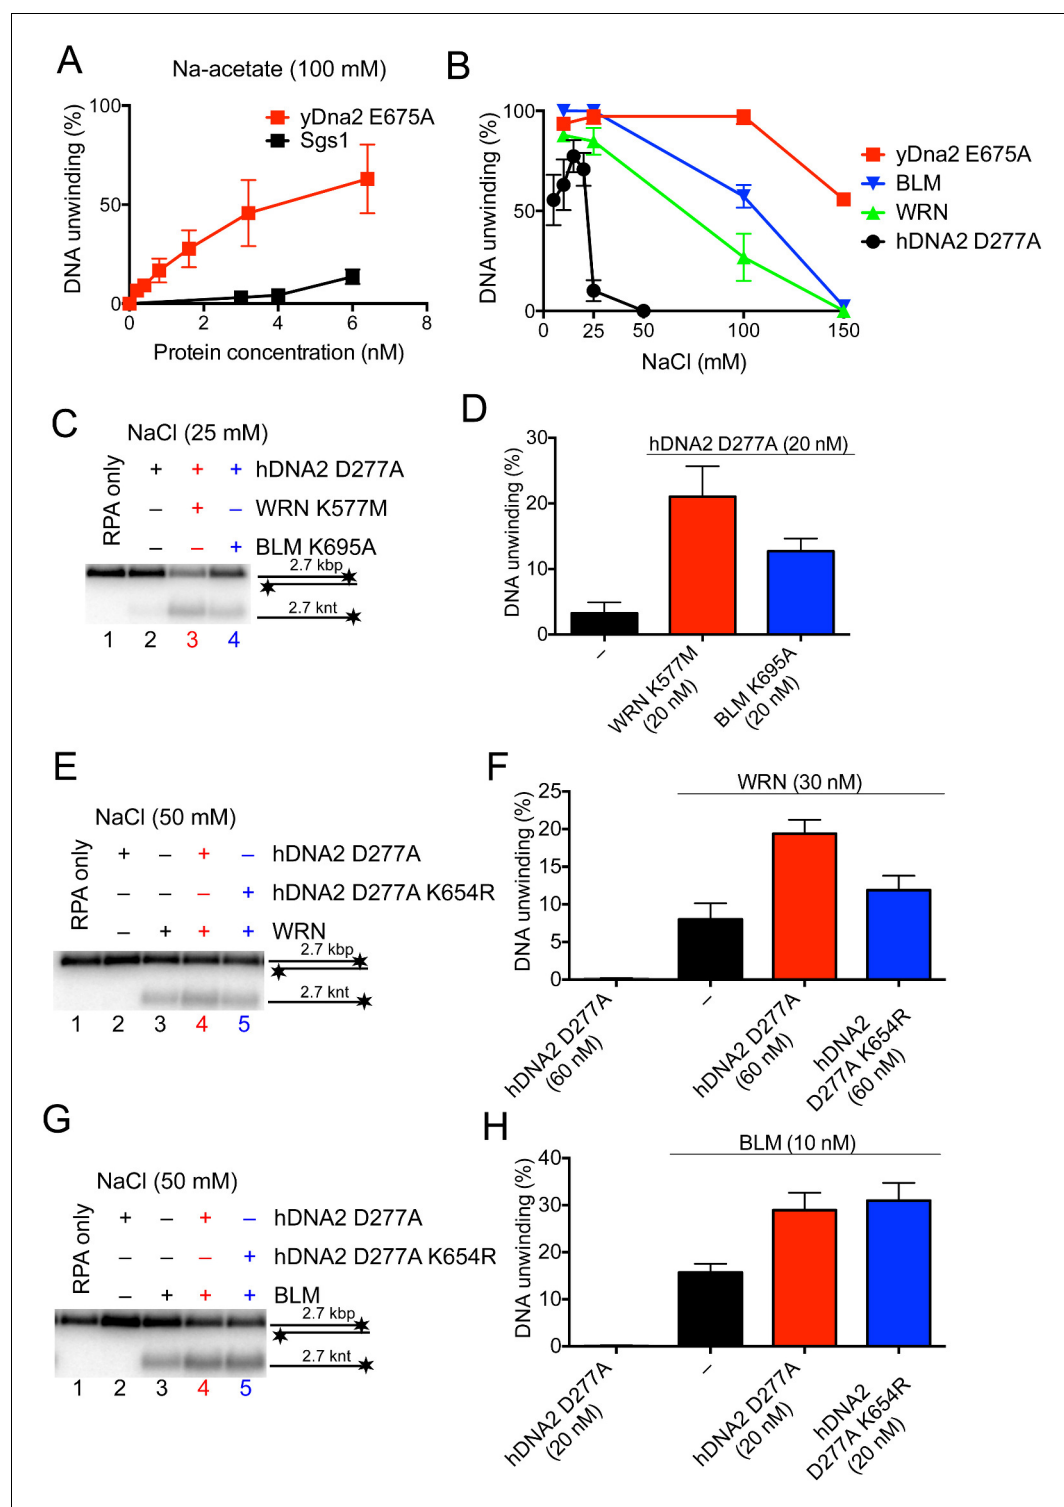 A
Na-acetate (100 mM)
DNA unwinding (%)
100
50
0
0 2 4 6 8
Protein concentration (nM)
yDna2 E675A
Sgs1
B
DNA unwinding (%)
100
50
0
0 25 50 100 150
NaCl (mM)
yDna2 E675A
BLM
WRN
hDNA2 D277A
C
NaCl (25 mM)
RPA only
+ + + hDNA2 D277A
– + – WRN K577M
– – + BLM K695A
2.7 kbp
2.7 knt
1 2 3 4
D
DNA unwinding (%)
30
20
10
0
hDNA2 D277A (20 nM)
–
WRN K577M
(20 nM)
BLM K695A
(20 nM)
E
NaCl (50 mM)
RPA only
+ – + – hDNA2 D277A
– – – + hDNA2 D277A K654R
– + + + WRN
2.7 kbp
2.7 knt
1 2 3 4 5
F
DNA unwinding (%)
25
20
15
10
5
0
WRN (30 nM)
hDNA2 D277A
(60 nM)
–
hDNA2 D277A
(60 nM)
hDNA2
D277A K654R
(60 nM)
G
NaCl (50 mM)
RPA only
+ – + – hDNA2 D277A
– – – + hDNA2 D277A K654R
– + + + BLM
2.7 kbp
2.7 knt
1 2 3 4 5
H
DNA unwinding (%)
40
30
20
10
0
BLM (10 nM)
hDNA2 D277A
(20 nM)
–
hDNA2 D277A
(20 nM)
hDNA2
D277A K654R
(20 nM)